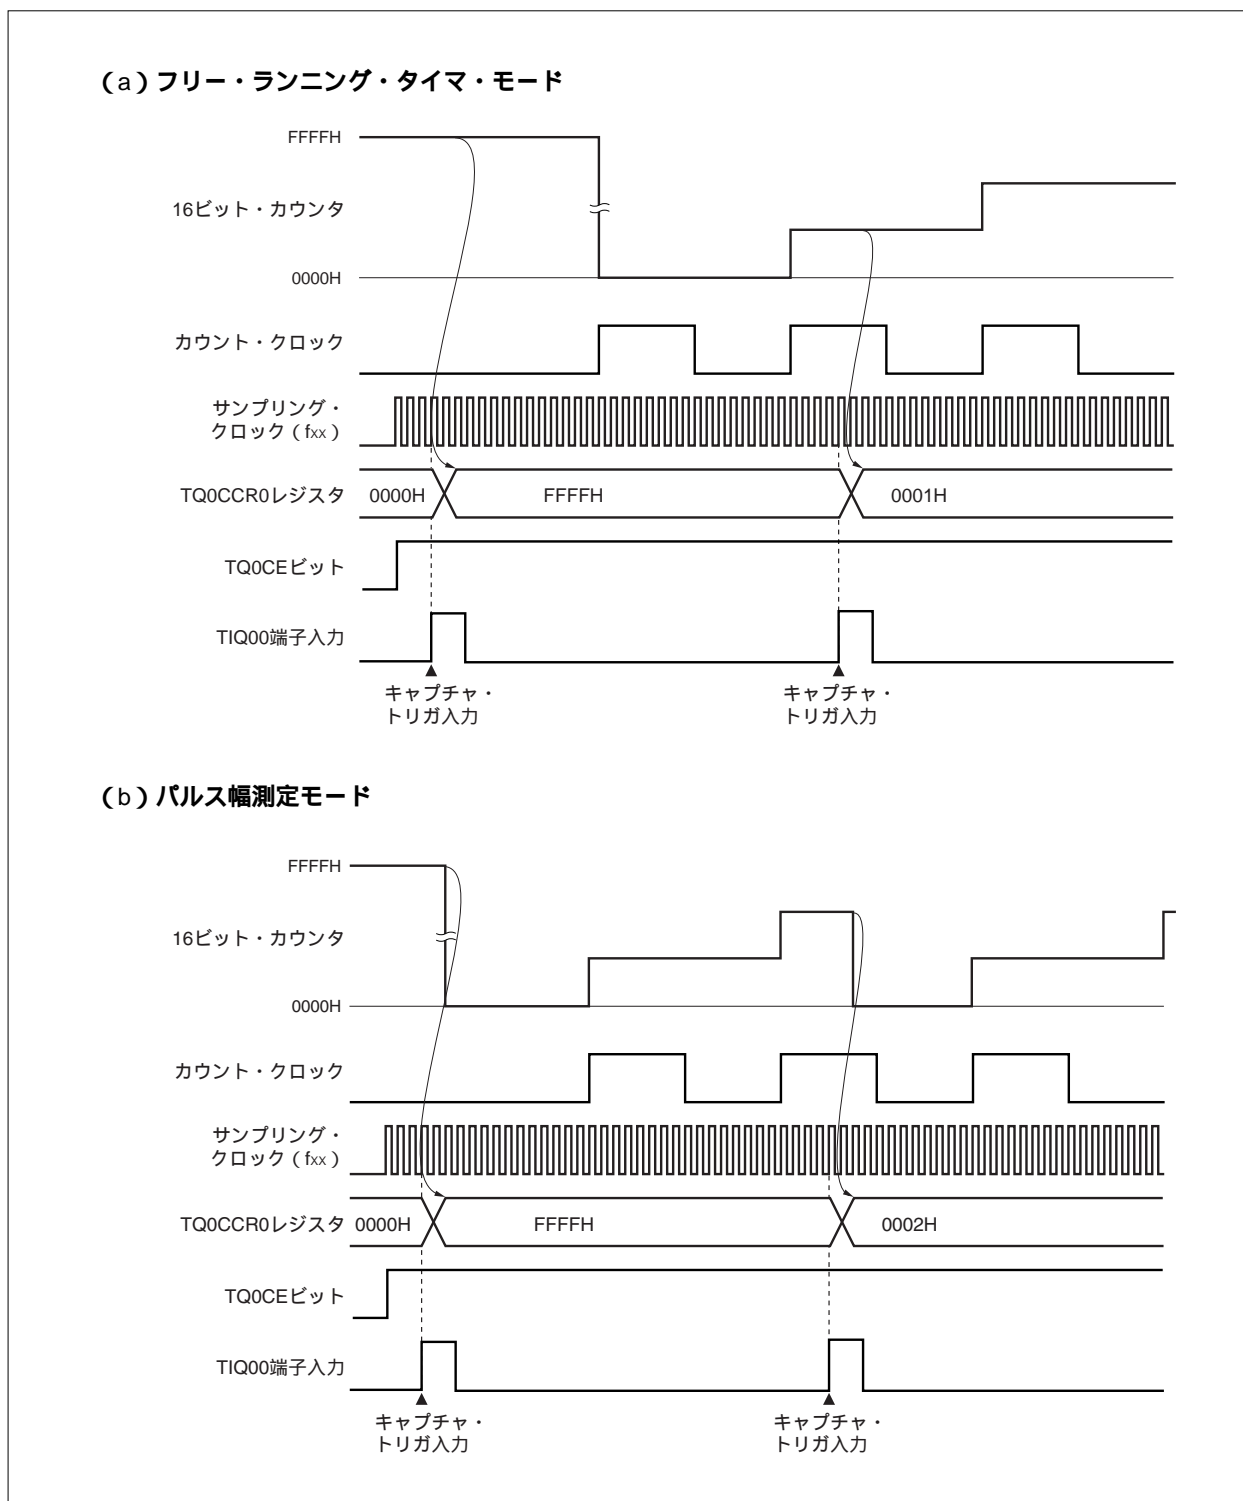 （a）フリー・ランニング・タイマ・モード
FFFFH
16ビット・カウンタ
0000H
カウント・クロック
サンプリング・
クロック（fxx）
TQ0CCR0レジスタ 0000H FFFFH 0001H
TQ0CEビット
TIQ00端子入力
キャプチャ・
トリガ入力
キャプチャ・
トリガ入力
（b）パルス幅測定モード
FFFFH
16ビット・カウンタ
0000H
カウント・クロック
サンプリング・
クロック（fxx）
TQ0CCR0レジスタ 0000H FFFFH 0002H
TQ0CEビット
TIQ00端子入力
キャプチャ・
トリガ入力
キャプチャ・
トリガ入力